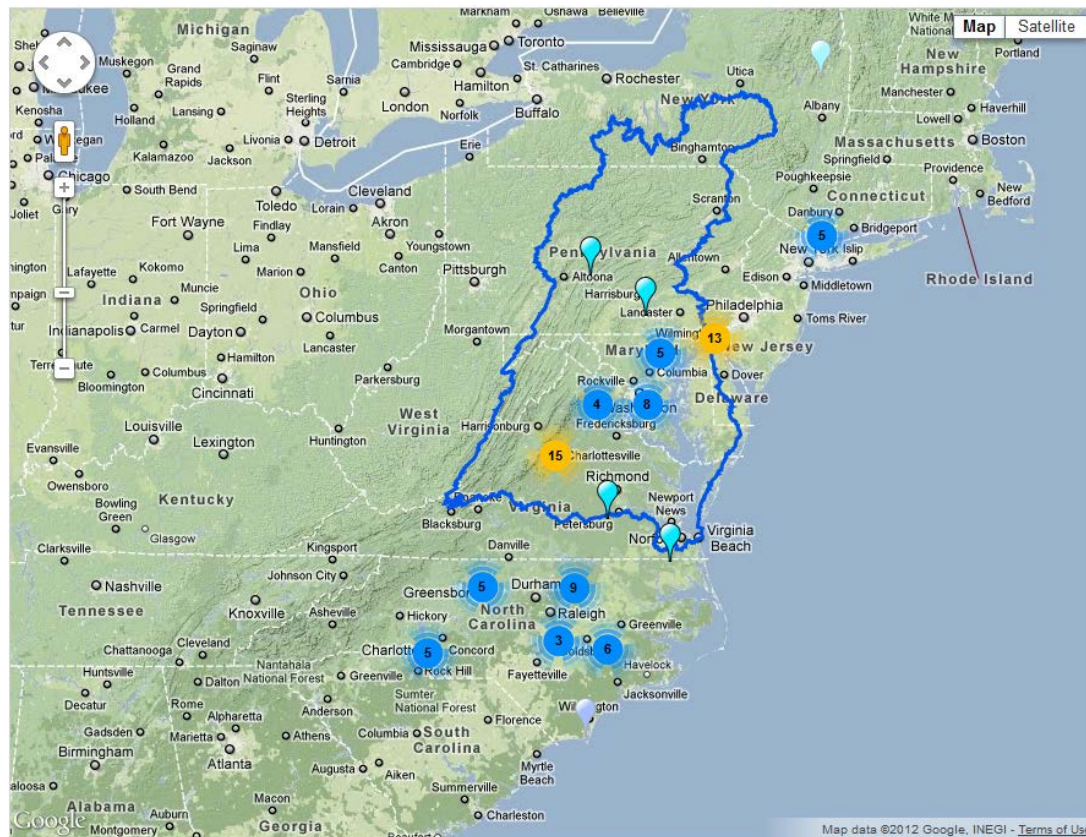 Map
Satellite
Markham
Oshawa
Belleville
Michigan
Saginaw
Mississauga
Toronto
White Mo
National
Portland
Muskegon
Grand
Rapids
Flint
Sarnia
Cambridge
St. Catharines
Rochester
Utica
New
Hampshire
Milwaukee
Lansing
Sterling
Heights
London
Hamilton
Norfolk
Buffalo
New York
Albany
Manchester
Haverhill
Kenosha
Waukegan
Holland
Livonia
Detroit
Lowell
Boston
Kalamazoo
Jackson
Erie
Binghamton
Massachusetts
Springfield
Chicago
South Bend
Cleveland
Poughkeepsie
Providence
New
Bedford
Joliet
Gary
Toledo
Lorain
Akron
Scranton
Connecticut
Danbury
Fort Wayne
Findlay
Youngstown
5
Bridgeport
Lima
Mansfield
Canton
Pennsylvania
New York
Islip
Lafayette
Kokomo
Marion
Pittsburgh
Altoona
Allentown
Edison
Rhode Island
Muncie
Ohio
Harrisburg
Middletown
Indiana
Springfield
Columbus
Lancaster
Philadelphia
Indianapolis
Carmel
Dayton
Morgantown
Wilmington
Toms River
Lancaster
13
New Jersey
Terre Haute
Hamilton
Maryland
5
Columbia
Dover
Bloomington
Columbus
Cincinnati
Parkersburg
Rockville
Delaware
4
8
Washington
West
Virginia
Louisville
Lexington
Huntington
Harrisonburg
Fredericksburg
Evansville
15
Charlottesville
Owensboro
Richmond
Kentucky
Roanoke
Newport
News
Bowling
Green
Blacksburg
Virginia
Petersburg
Glasgow
Norfolk
Virginia
Beach
Clarksville
Kingsport
Danville
Nashville
Johnson City
5
Durham
9
Greensboro
Tennessee
Knoxville
Asheville
Hickory
North
Carolina
Raleigh
Greenville
Cleveland
Charlotte
5
Concord
3
Goldsboro
6
Chattanooga
Nantahala
National Forest
Greenville
Rock Hill
Fayetteville
Havelock
Huntsville
Dalton
Sumter
National Forest
Jacksonville
Decatur
Rome
Anderson
Wilmington
Gadsden
Alpharetta
Florence
Marietta
Athens
Columbia
South
Carolina
Birmingham
Atlanta
Augusta
Aiken
Myrtle
Beach
Tuscaloosa
Summerville
Alabama
Macon
Charleston
Google
Auburn
Montgomery
Georgia
Map data ©2012 Google, INEGI - Terms of Us